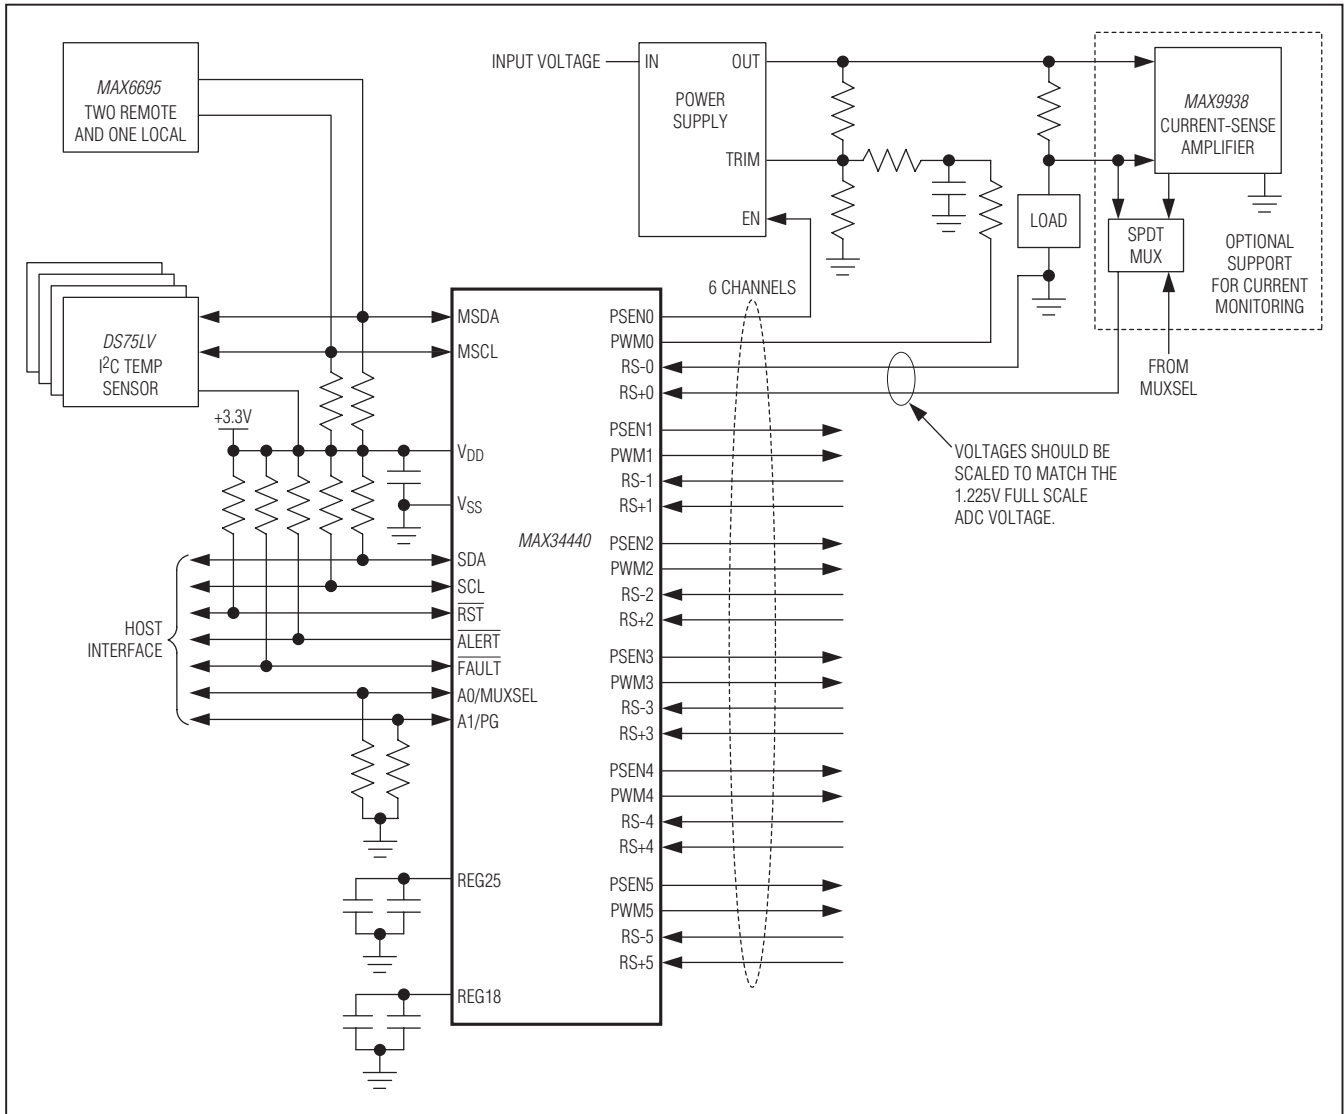 MAX6695
TWO REMOTE
AND ONE LOCAL
INPUT VOLTAGE
IN
OUT
POWER
SUPPLY
TRIM
EN
MAX9938
CURRENT-SENSE
AMPLIFIER
LOAD
SPDT
MUX
OPTIONAL
SUPPORT
FOR CURRENT
MONITORING
FROM
MUXSEL
DS75LV
I²C TEMP
SENSOR
+3.3V
6 CHANNELS
MSDA
MSCL
VDD
VSS
SDA
SCL
RST
ALERT
FAULT
A0/MUXSEL
A1/PG
REG25
REG18
HOST
INTERFACE
MAX34440
PSEN0
PWM0
RS-0
RS+0
PSEN1
PWM1
RS-1
RS+1
PSEN2
PWM2
RS-2
RS+2
PSEN3
PWM3
RS-3
RS+3
PSEN4
PWM4
RS-4
RS+4
PSEN5
PWM5
RS-5
RS+5
VOLTAGES SHOULD BE
SCALED TO MATCH THE
1.225V FULL SCALE
ADC VOLTAGE.